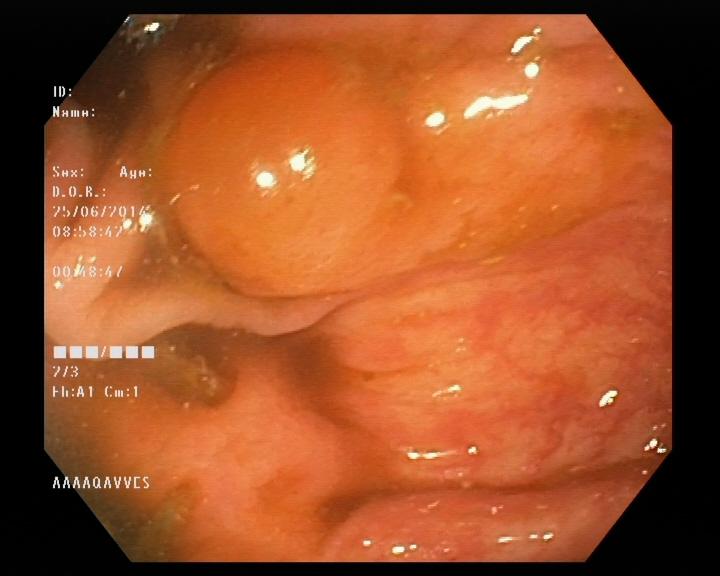 ID:
Name:
Sex: Age:
D.O.R.:
25/06/2014
08:58:42
00:48:47
■■■/■■■
2/3
Eh:A1 Cm:1
AAAAQAVVES